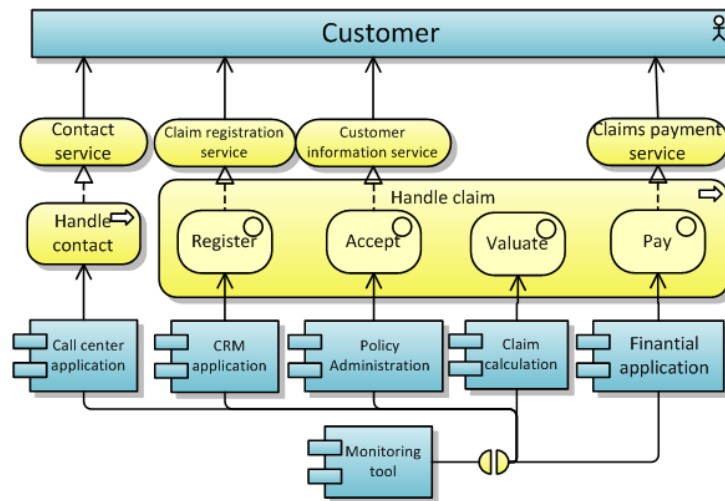 Customer
Contact
service
Claim registration
service
Customer
information service
Claims payment
service
Handle claim
Handle
contact
Register
Accept
Valuate
Pay
Call center
application
CRM
application
Policy
Administration
Claim
calculation
Finantial
application
Monitoring
tool